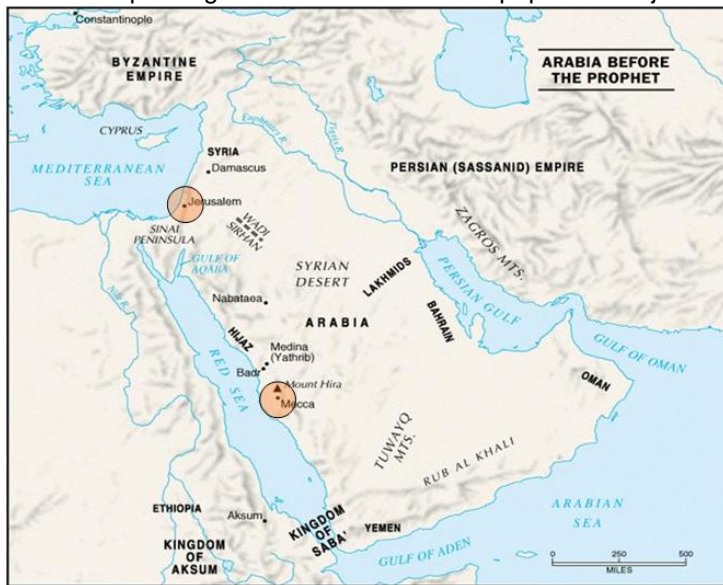 Constantinople
BYZANTINE
EMPIRE
ARABIA BEFORE
THE PROPHET
CYPRUS
SYRIA
Euphrates R.
Tigris R.
MEDITERRANEAN
SEA
Damascus
PERSIAN (SASSANID) EMPIRE
Jerusalem
SINAI
PENINSULA
WADI
SIRHAN
ZAGROS MTS.
GULF OF
AQABA
SYRIAN
DESERT
LAKHMIDS
Nile R.
Nabataea
PERSIAN GULF
ARABIA
BAHRAIN
HIJAZ
GULF OF OMAN
Medina
(Yathrib)
Badr
RED SEA
Mount Hira
Mecca
OMAN
TUWAYQ
MTS.
RUB AL KHALI
ETHIOPIA
Aksum
KINGDOM
OF
SABA'
YEMEN
ARABIAN
SEA
KINGDOM
OF
AKSUM
GULF OF ADEN
0 250 500
MILES